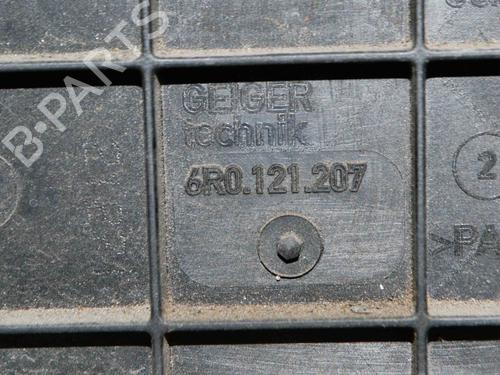 GEIGER
technik
6R0.121.207
2
>PA
B-PARTS